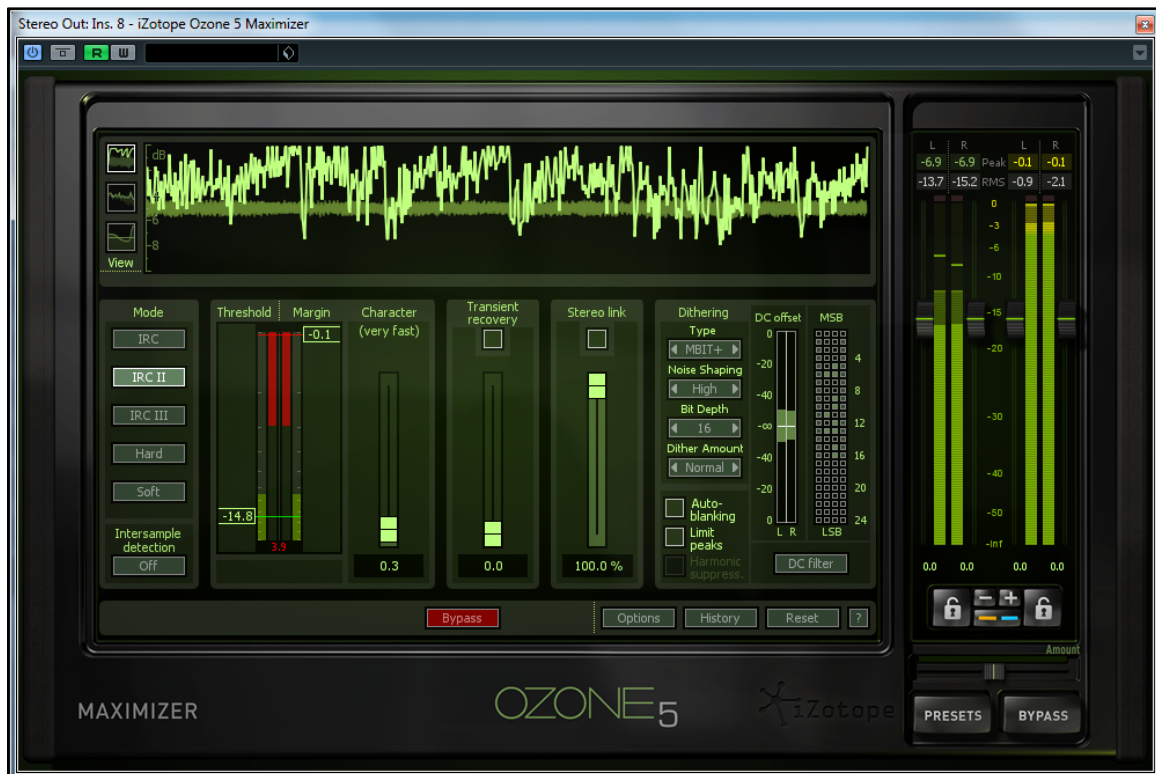 Stereo Out: Ins. 8 - iZotope Ozone 5 Maximizer
R W
dB
-6
-8
View
Mode
IRC
IRC II
IRC III
Hard
Soft
Intersample
detection
Off
Threshold Margin
-0.1
-14.8
3.9
Character
(very fast)
0.3
Transient
recovery
0.0
Stereo link
100.0 %
Dithering
Type
MBIT+
Noise Shaping
High
Bit Depth
16
Dither Amount
Normal
Auto-
blanking
Limit
peaks
Harmonic
suppress.
DC offset
0
-20
-40
-∞
-40
-20
0
L R
MSB
4
8
12
16
20
24
LSB
DC filter
Bypass
Options History Reset ?
L R L R
-6.9 -6.9 Peak -0.1 -0.1
-13.7 -15.2 RMS -0.9 -2.1
0
-3
-6
-10
-15
-20
-30
-40
-50
-Inf
0.0 0.0 0.0 0.0
Amount
PRESETS BYPASS
MAXIMIZER
OZONE 5
iZotope